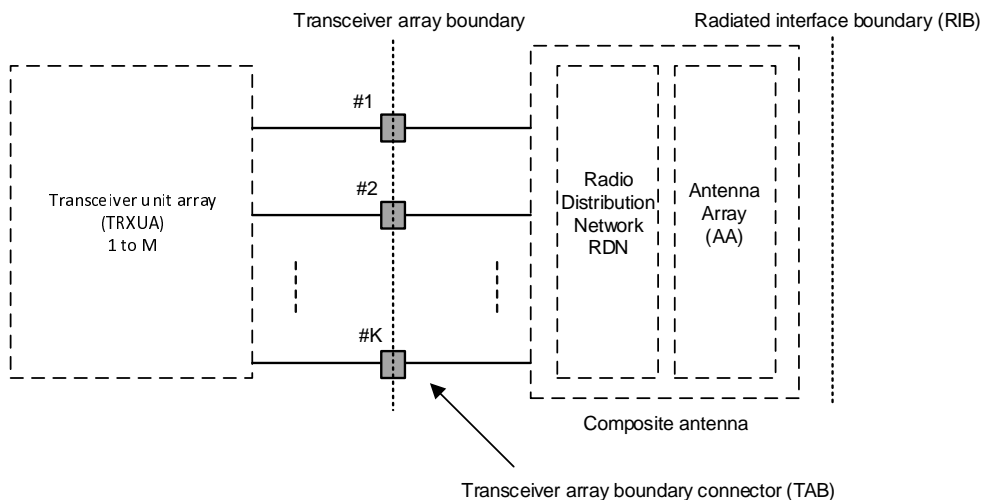 Transceiver array boundary
Radiated interface boundary (RIB)
#1
#2
#K
Transceiver unit array
(TRXUA)
1 to M
Radio
Distribution
Network
RDN
Antenna
Array
(AA)
Composite antenna
Transceiver array boundary connector (TAB)